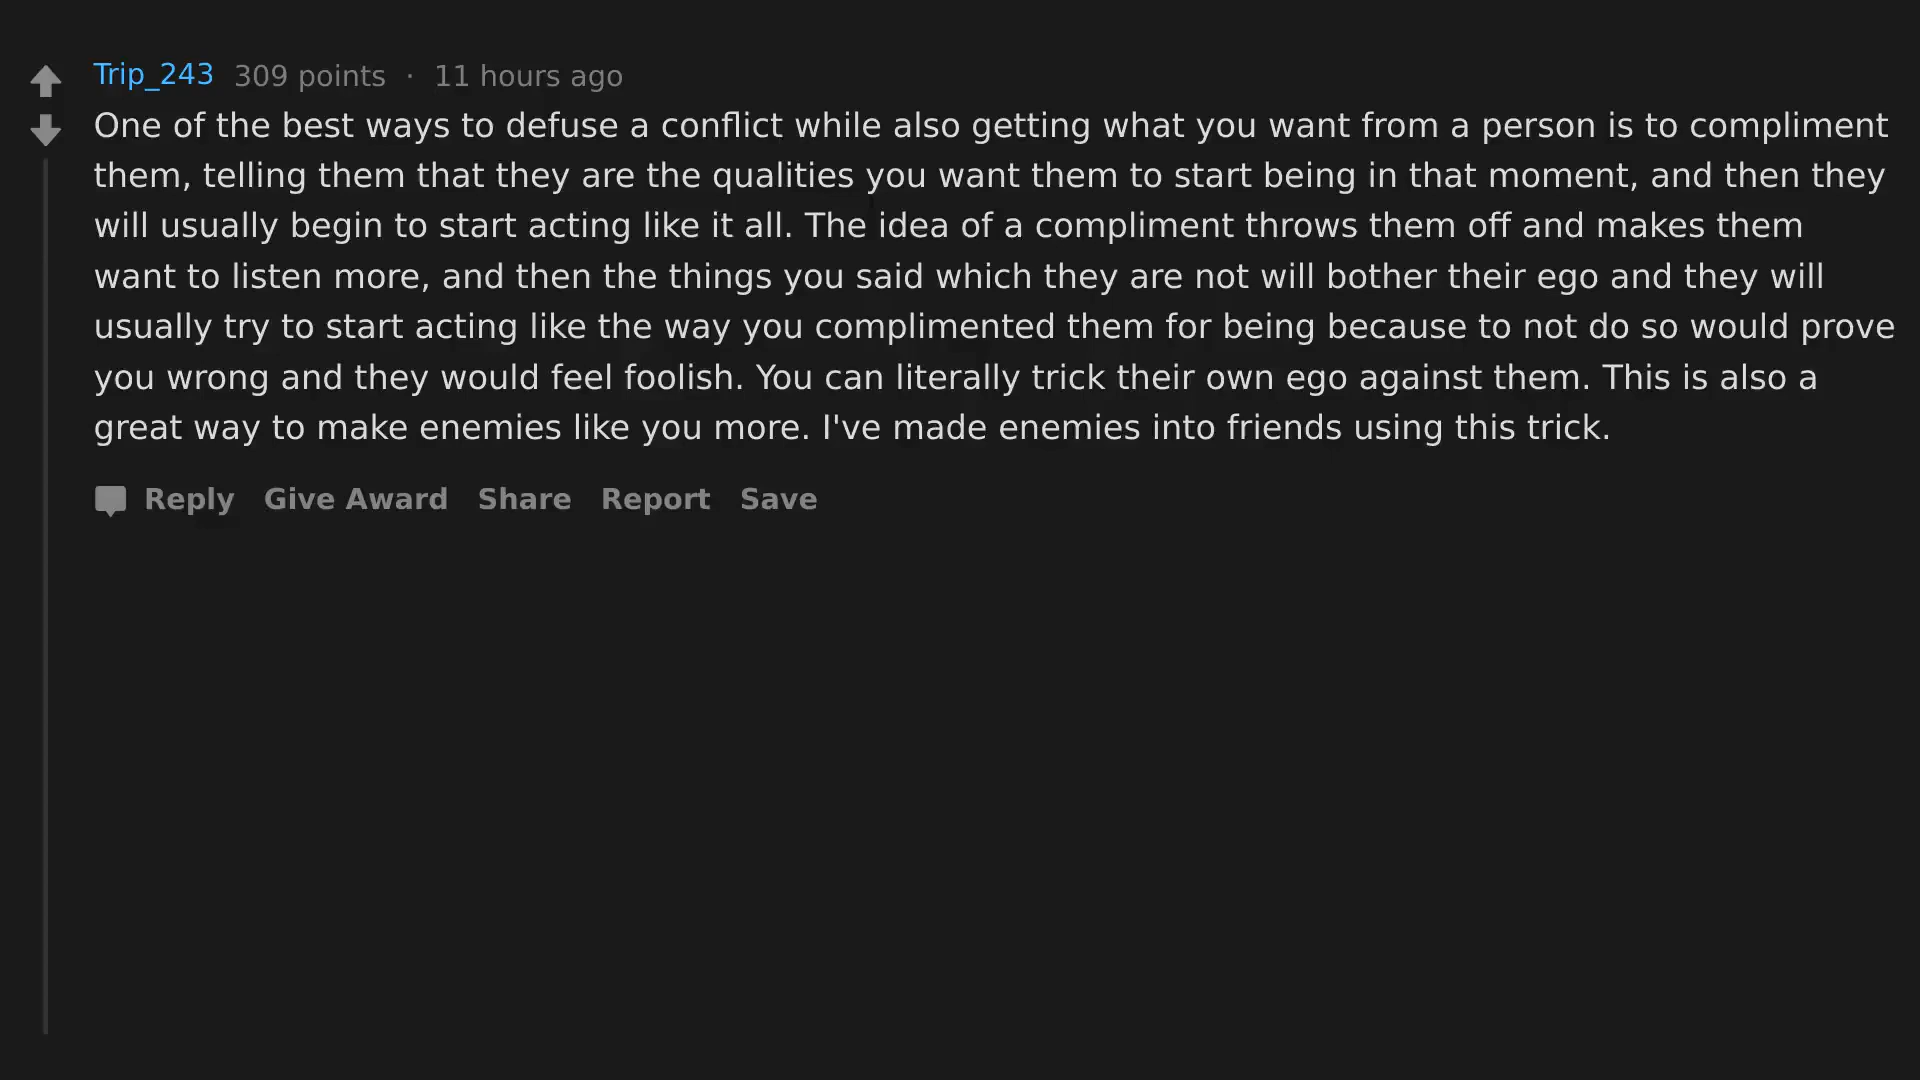 Trip_243 309 points · 11 hours ago
One of the best ways to defuse a conflict while also getting what you want from a person is to compliment
them, telling them that they are the qualities you want them to start being in that moment, and then they
will usually begin to start acting like it all. The idea of a compliment throws them off and makes them
want to listen more, and then the things you said which they are not will bother their ego and they will
usually try to start acting like the way you complimented them for being because to not do so would prove
you wrong and they would feel foolish. You can literally trick their own ego against them. This is also a
great way to make enemies like you more. I've made enemies into friends using this trick.
Reply Give Award Share Report Save